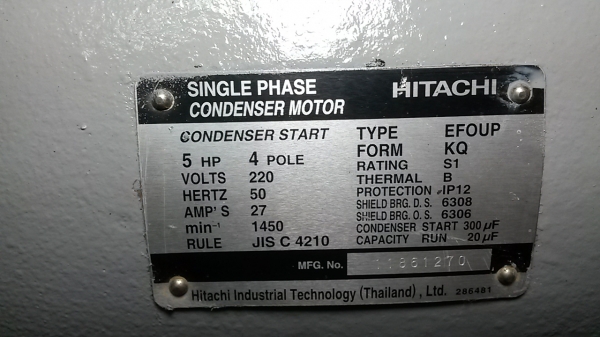 SINGLE PHASE HITACHI
CONDENSER MOTOR
CONDENSER START TYPE EFOUP
5 HP 4 POLE FORM KQ
VOLTS 220 RATING S1
HERTZ 50 THERMAL B
AMP'S 27 PROTECTION IP12
min⁻¹ 1450 SHIELD BRG. D. S. 6308
RULE JIS C 4210 SHIELD BRG. O. S. 6306
CONDENSER START 300 µF
CAPACITY RUN 20 µF
MFG. No. 11861270
Hitachi Industrial Technology (Thailand), Ltd. 286481